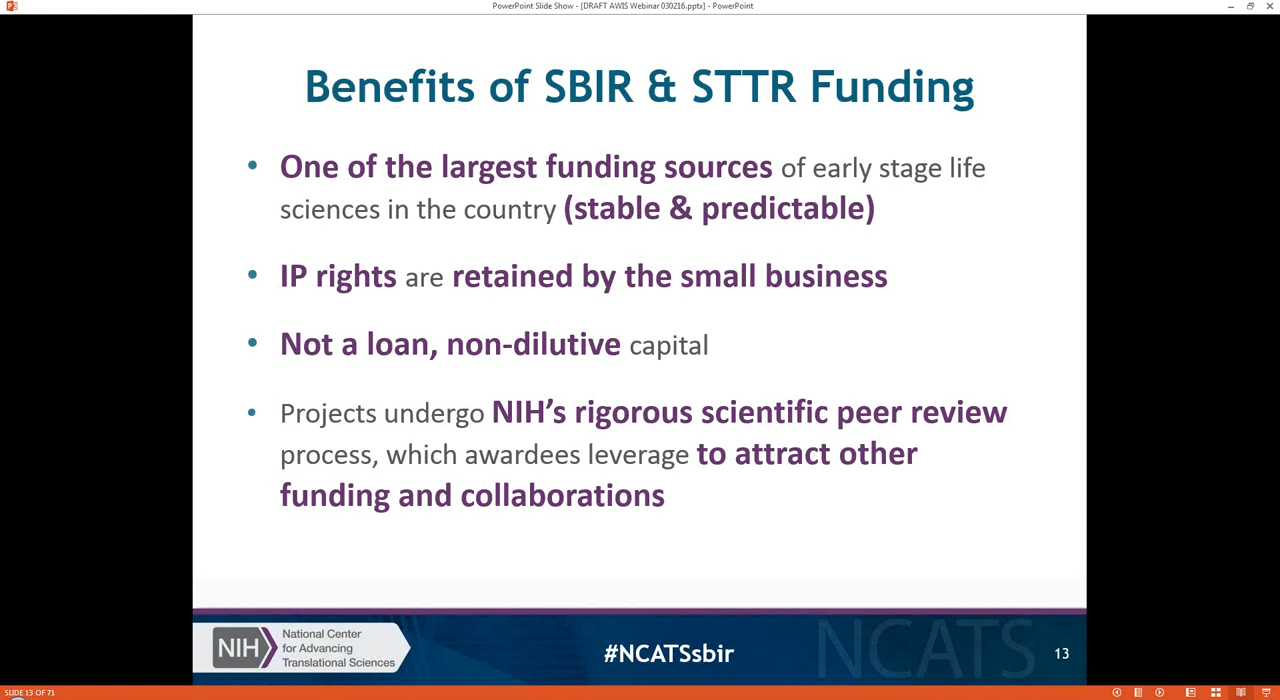 PowerPoint Slide Show - [DRAFT AWIS Webinar 030216.pptx] - PowerPoint
Benefits of SBIR & STTR Funding
• One of the largest funding sources of early stage life
sciences in the country (stable & predictable)
• IP rights are retained by the small business
• Not a loan, non-dilutive capital
• Projects undergo NIH’s rigorous scientific peer review
process, which awardees leverage to attract other
funding and collaborations
NIH
National Center
for Advancing
Translational Sciences
#NCATSsbir
NCATS
13
SLIDE 13 OF 71